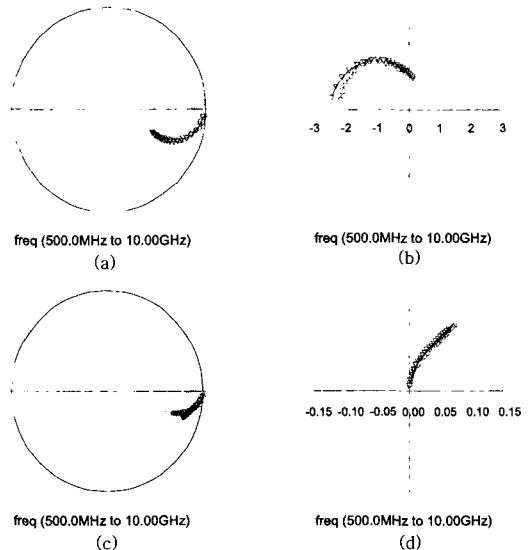 -3 -2 -1 0 1 2 3
freq (500.0MHz to 10.00GHz)
(a)
freq (500.0MHz to 10.00GHz)
(b)
-0.15 -0.10 -0.05 0.00 0.05 0.10 0.15
freq (500.0MHz to 10.00GHz)
(c)
freq (500.0MHz to 10.00GHz)
(d)